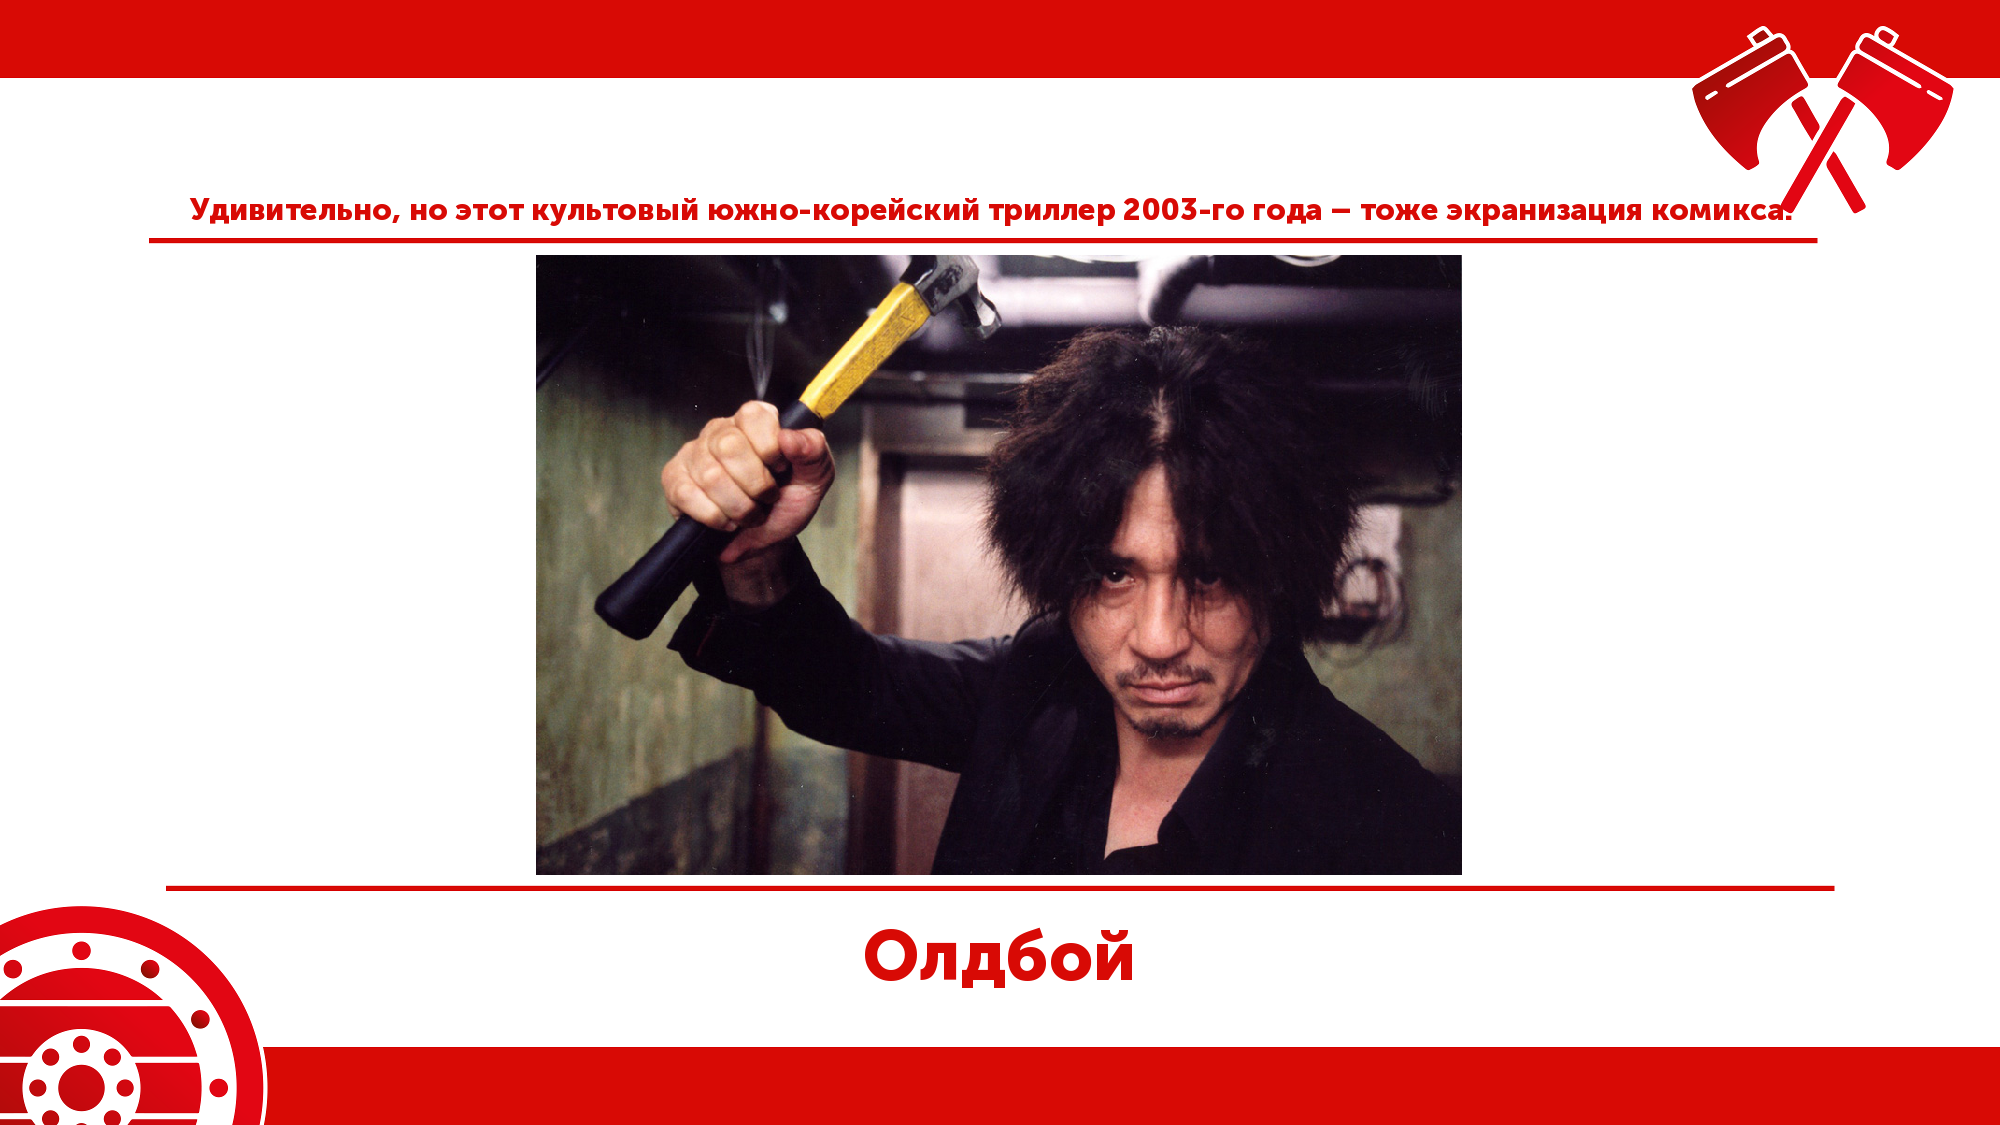 Удивительно, но этот культовый южно-корейский триллер 2003-го года – тоже экранизация комикса.
Олдбой